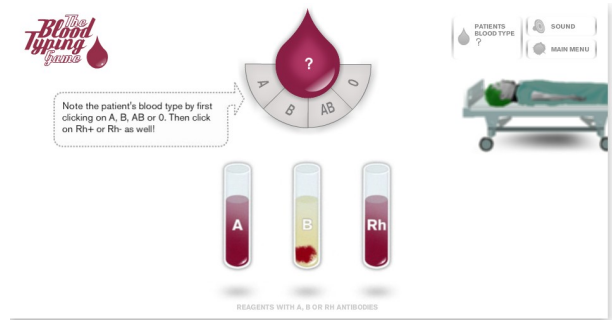 The
Blood
Typing
Game
?
A
B
AB
0
Note the patient's blood type by first
clicking on A, B, AB or 0. Then click
on Rh+ or Rh- as well!
PATIENTS
BLOOD TYPE
?
SOUND
MAIN MENU
A
B
Rh
REAGENTS WITH A, B OR RH ANTIBODIES